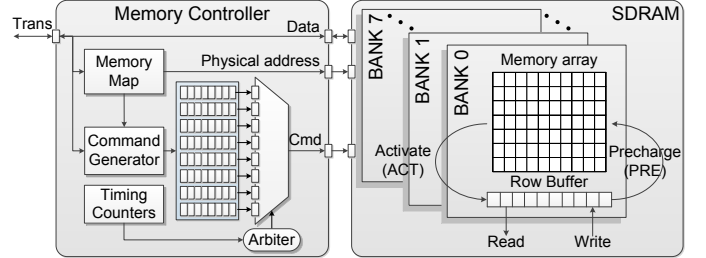 Memory Controller
SDRAM
Trans
Data
Memory
Map
Physical address
Command
Generator
Cmd
Timing
Counters
Arbiter
BANK 7
BANK 1
BANK 0
Memory array
Activate
(ACT)
Precharge
(PRE)
Row Buffer
Read
Write